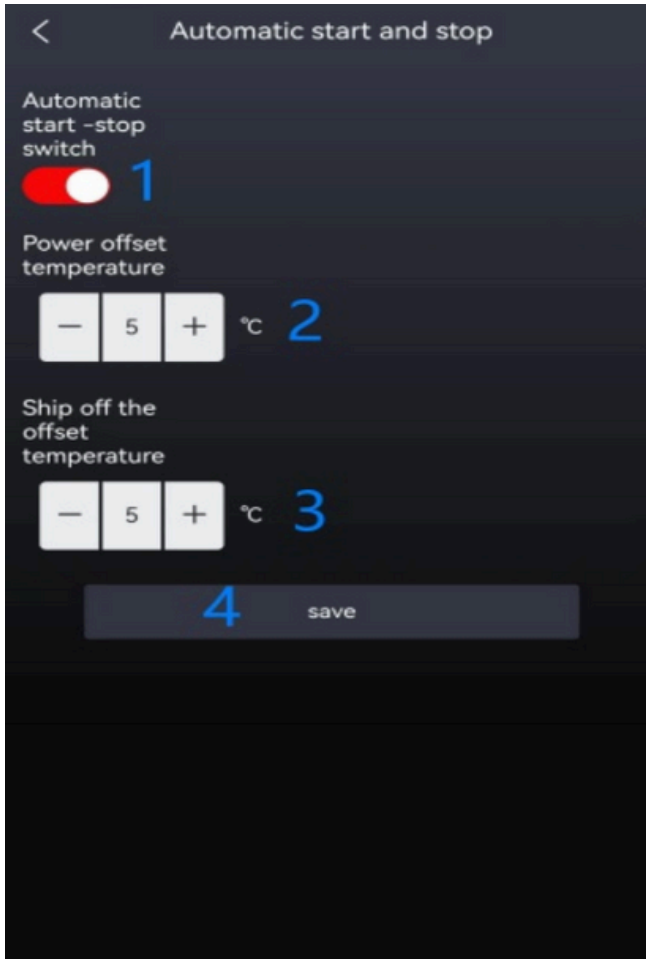 Automatic start and stop
Automatic
start -stop
switch
1
Power offset
temperature
— 5 + °C 2
Ship off the
offset
temperature
— 5 + °C 3
4 save